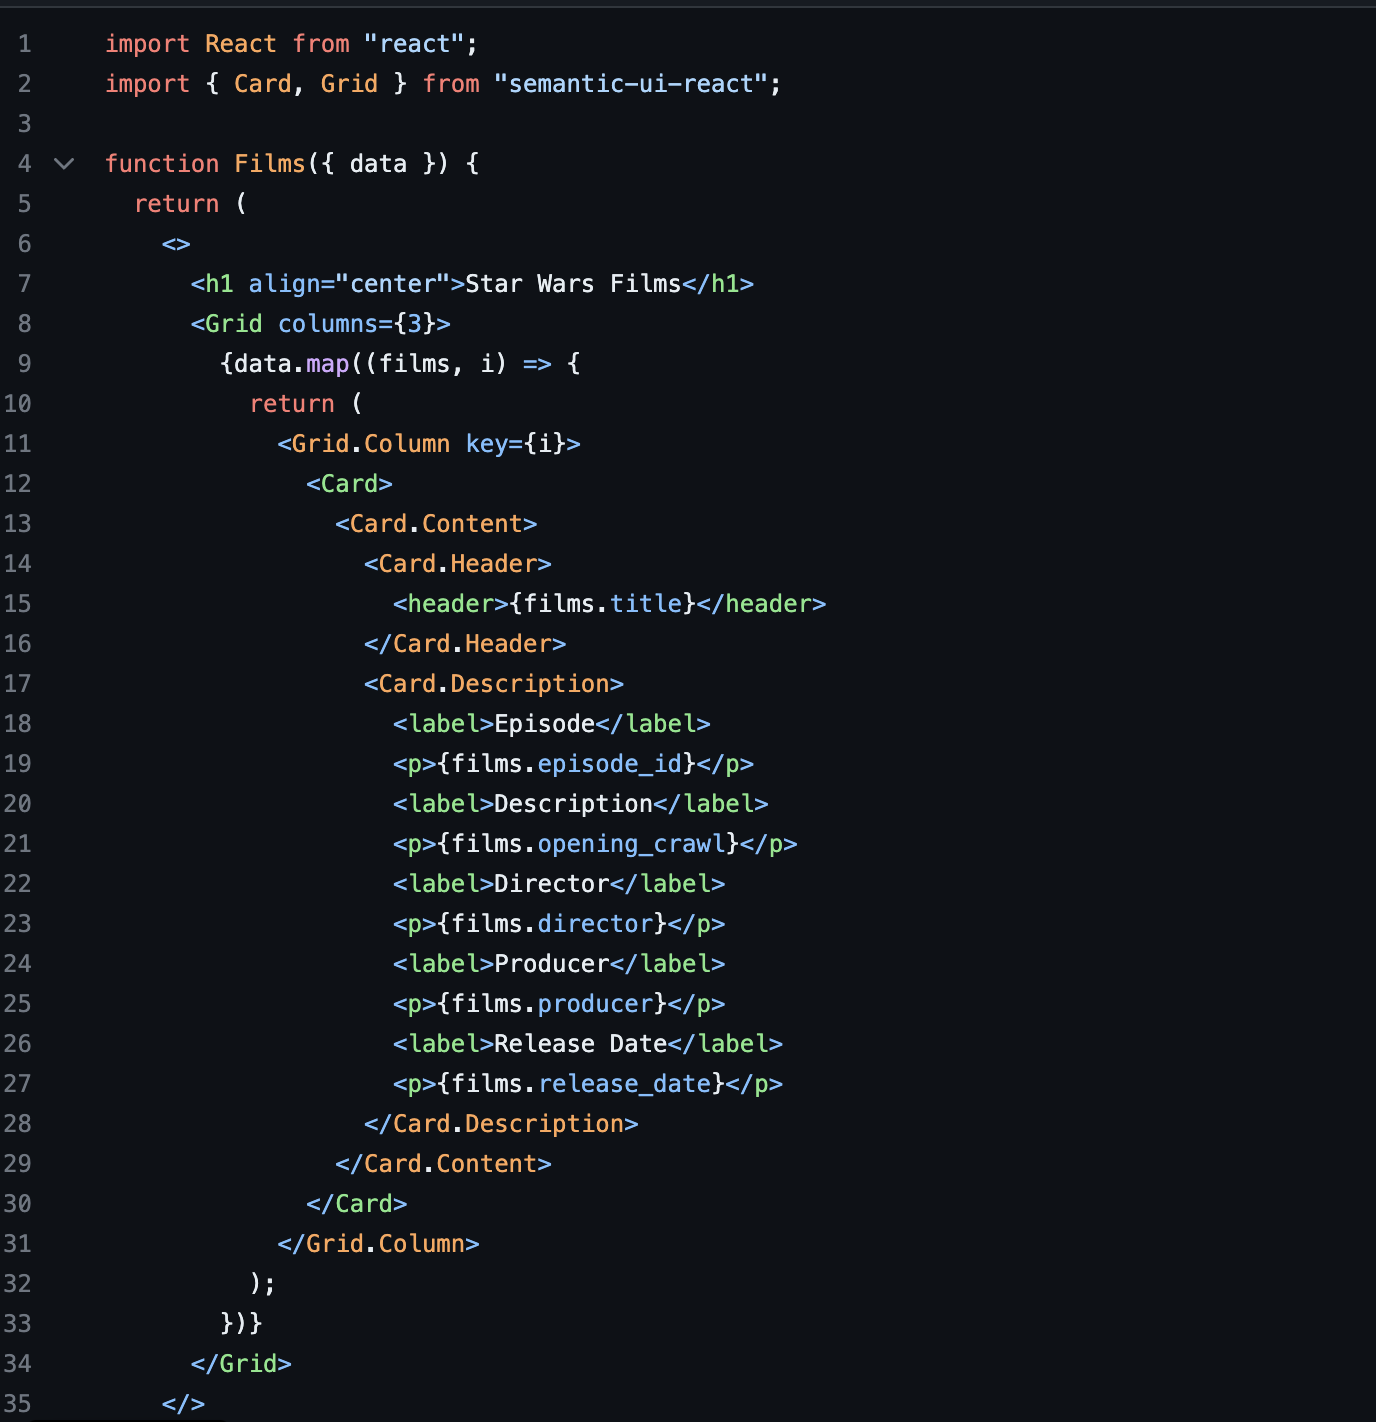 1 import React from "react";
2 import { Card, Grid } from "semantic-ui-react";
3
4 function Films({ data }) {
5   return (
6     <>
7       <h1 align="center">Star Wars Films</h1>
8       <Grid columns={3}>
9         {data.map((films, i) => {
10           return (
11             <Grid.Column key={i}>
12               <Card>
13                 <Card.Content>
14                   <Card.Header>
15                     <header>{films.title}</header>
16                   </Card.Header>
17                   <Card.Description>
18                     <label>Episode</label>
19                     <p>{films.episode_id}</p>
20                     <label>Description</label>
21                     <p>{films.opening_crawl}</p>
22                     <label>Director</label>
23                     <p>{films.director}</p>
24                     <label>Producer</label>
25                     <p>{films.producer}</p>
26                     <label>Release Date</label>
27                     <p>{films.release_date}</p>
28                   </Card.Description>
29                 </Card.Content>
30               </Card>
31             </Grid.Column>
32           );
33         })}
34       </Grid>
35     </>